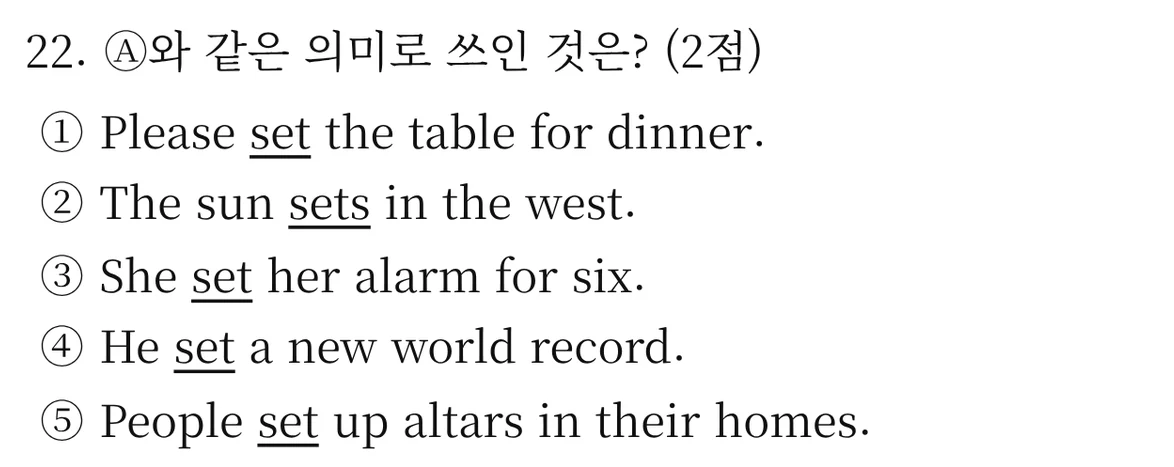 22. Ⓐ와 같은 의미로 쓰인 것은? (2점)
① Please set the table for dinner.
② The sun sets in the west.
③ She set her alarm for six.
④ He set a new world record.
⑤ People set up altars in their homes.